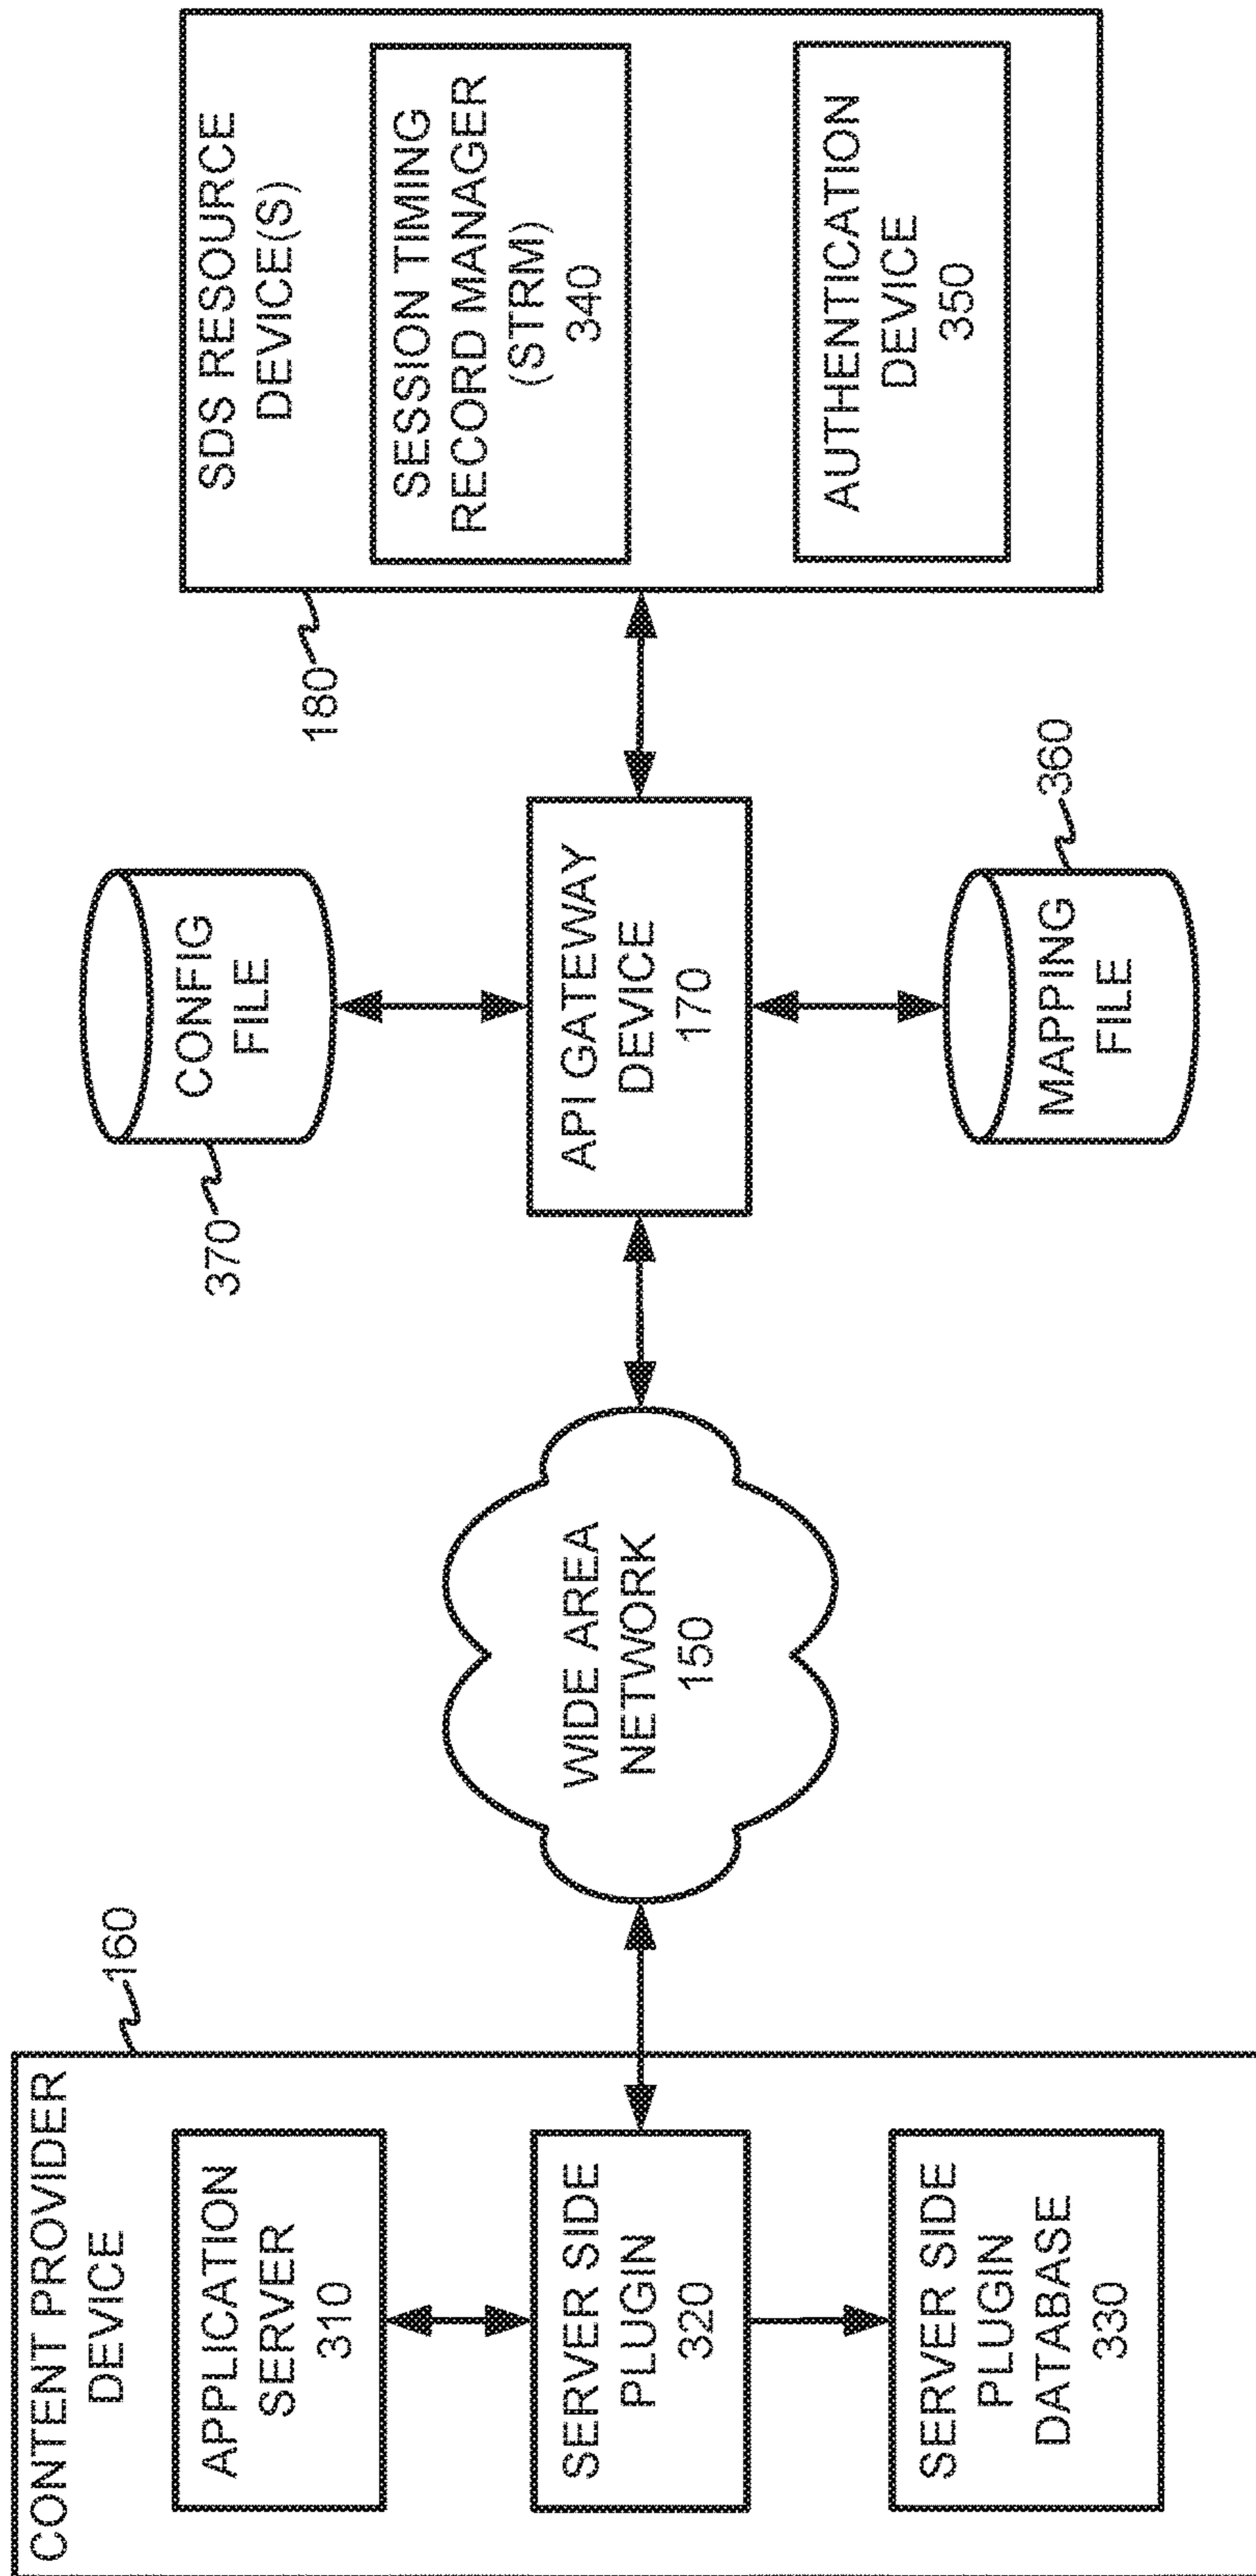 CONTENT PROVIDER
DEVICE
160
APPLICATION
SERVER
310
SERVER SIDE
PLUGIN
320
SERVER SIDE
PLUGIN
DATABASE
330
WIDE AREA
NETWORK
150
370
CONFIG
FILE
API GATEWAY
DEVICE
170
MAPPING
FILE
360
180
SDS RESOURCE
DEVICE(S)
SESSION TIMING
RECORD MANAGER
(STRM)
340
AUTHENTICATION
DEVICE
350